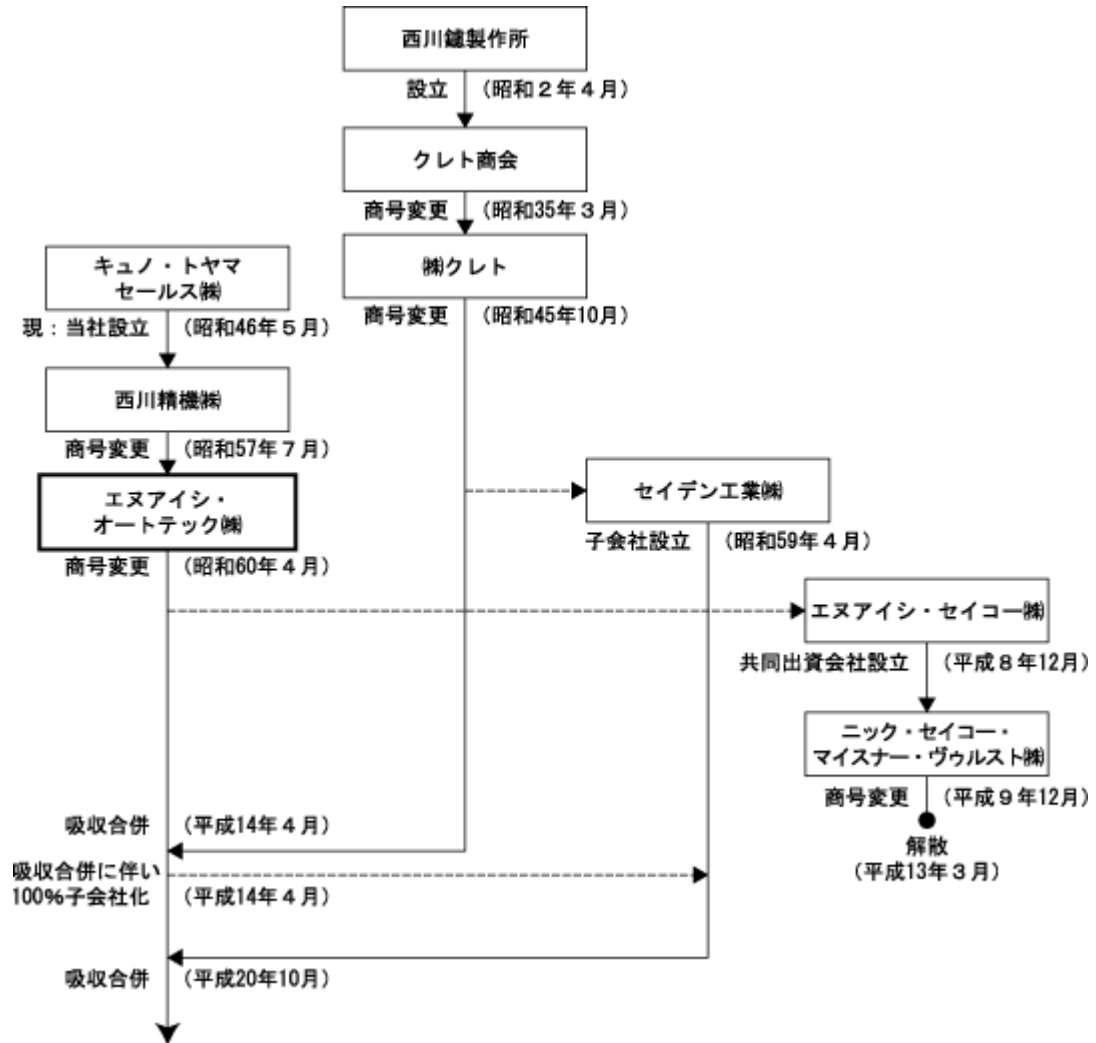 西川鑪製作所
設立 (昭和2年4月)
クレト商会
商号変更 (昭和35年3月)
㈱クレト
商号変更 (昭和45年10月)
キュノ・トヤマ
セールス㈱
現:当社設立 (昭和46年5月)
西川精機㈱
商号変更 (昭和57年7月)
エヌアイシ・
オートテック㈱
商号変更 (昭和60年4月)
セイデン工業㈱
子会社設立 (昭和59年4月)
エヌアイシ・セイコー㈱
共同出資会社設立 (平成8年12月)
ニック・セイコー・
マイスナー・ヴゥルスト㈱
商号変更 (平成9年12月)
解散
(平成13年3月)
吸収合併 (平成14年4月)
吸収合併に伴い
100%子会社化 (平成14年4月)
吸収合併 (平成20年10月)